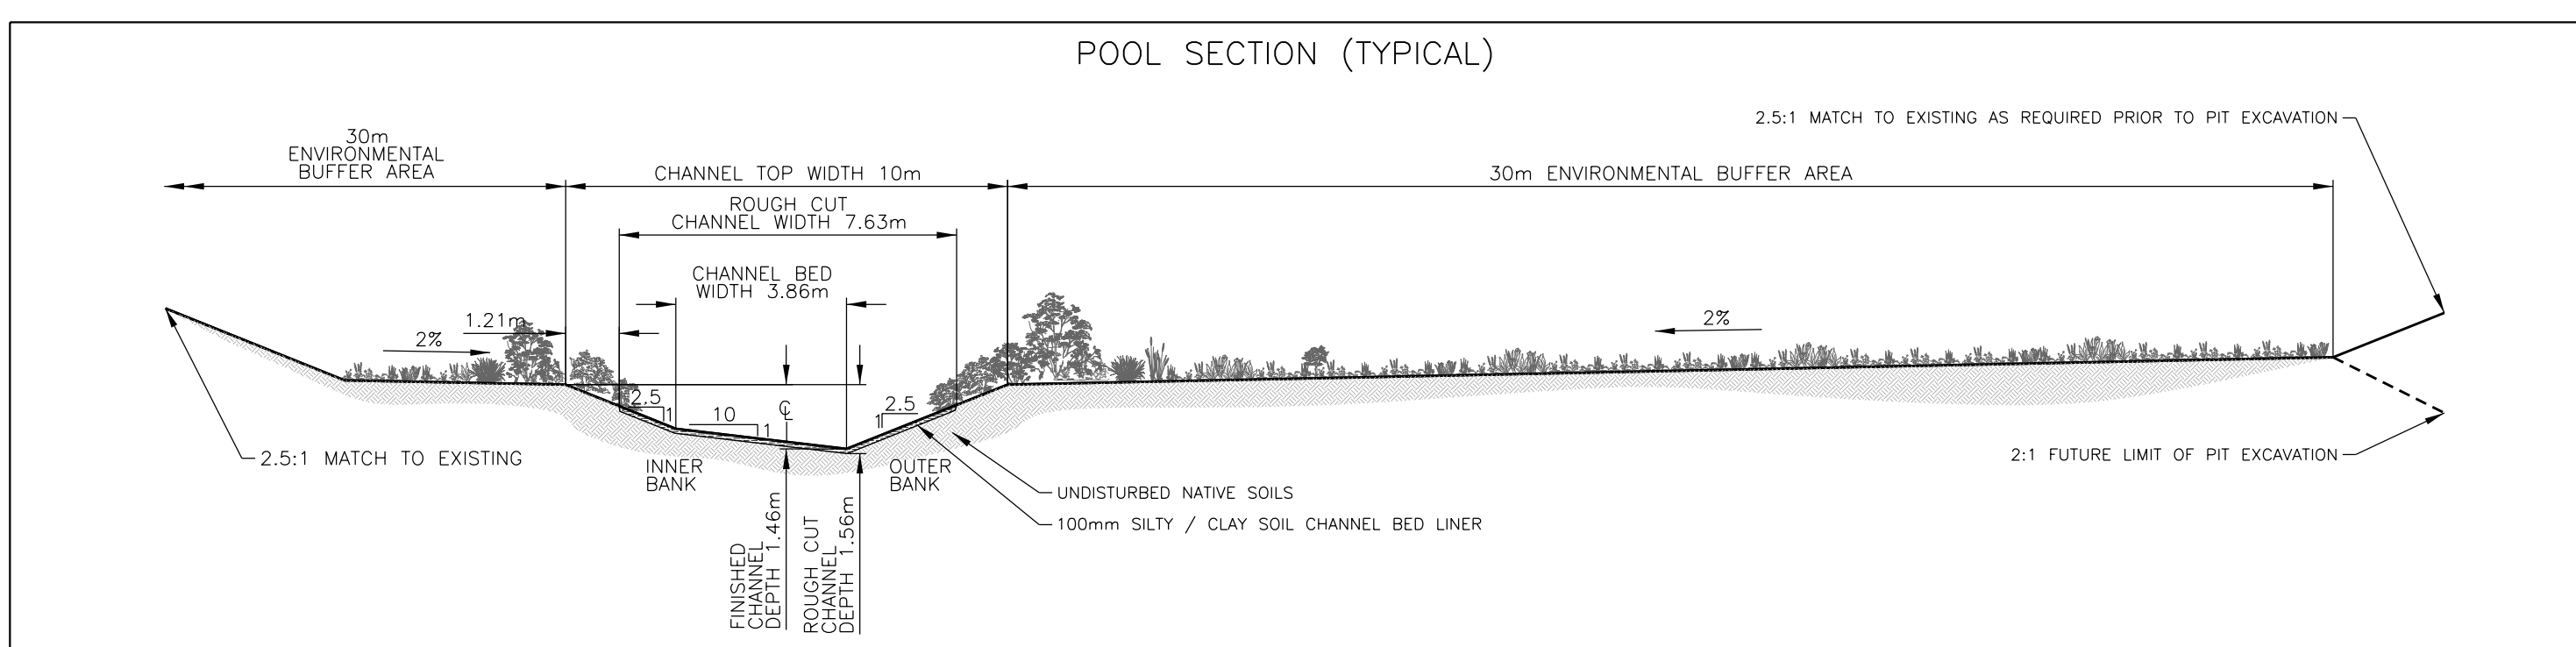 POOL SECTION (TYPICAL)
2.5:1 MATCH TO EXISTING AS REQUIRED PRIOR TO PIT EXCAVATION
30m
ENVIRONMENTAL
BUFFER AREA
CHANNEL TOP WIDTH 10m
30m ENVIRONMENTAL BUFFER AREA
ROUGH CUT
CHANNEL WIDTH 7.63m
CHANNEL BED
WIDTH 3.86m
1.21m
2%
2%
2.5
1
10
1
℄
2.5
1
2.5:1 MATCH TO EXISTING
INNER
BANK
OUTER
BANK
2:1 FUTURE LIMIT OF PIT EXCAVATION
UNDISTURBED NATIVE SOILS
100mm SILTY / CLAY SOIL CHANNEL BED LINER
FINISHED
CHANNEL
DEPTH 1.46m
ROUGH CUT
CHANNEL
DEPTH 1.56m